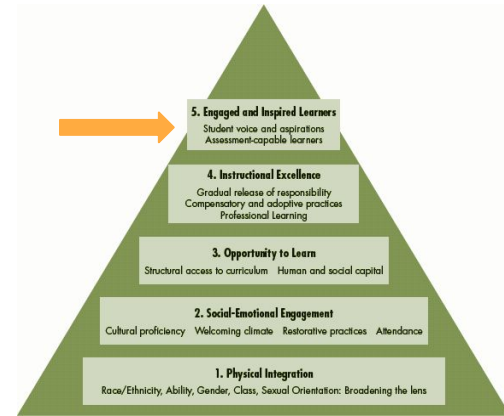 5. Engaged and Inspired Learners
Student voice and aspirations
Assessment-capable learners
4. Instructional Excellence
Gradual release of responsibility
Compensatory and adoptive practices
Professional Learning
3. Opportunity to Learn
Structural access to curriculum Human and social capital
2. Social-Emotional Engagement
Cultural proficiency Welcoming climate Restorative practices Attendance
1. Physical Integration
Race/Ethnicity, Ability, Gender, Class, Sexual Orientation: Broadening the lens